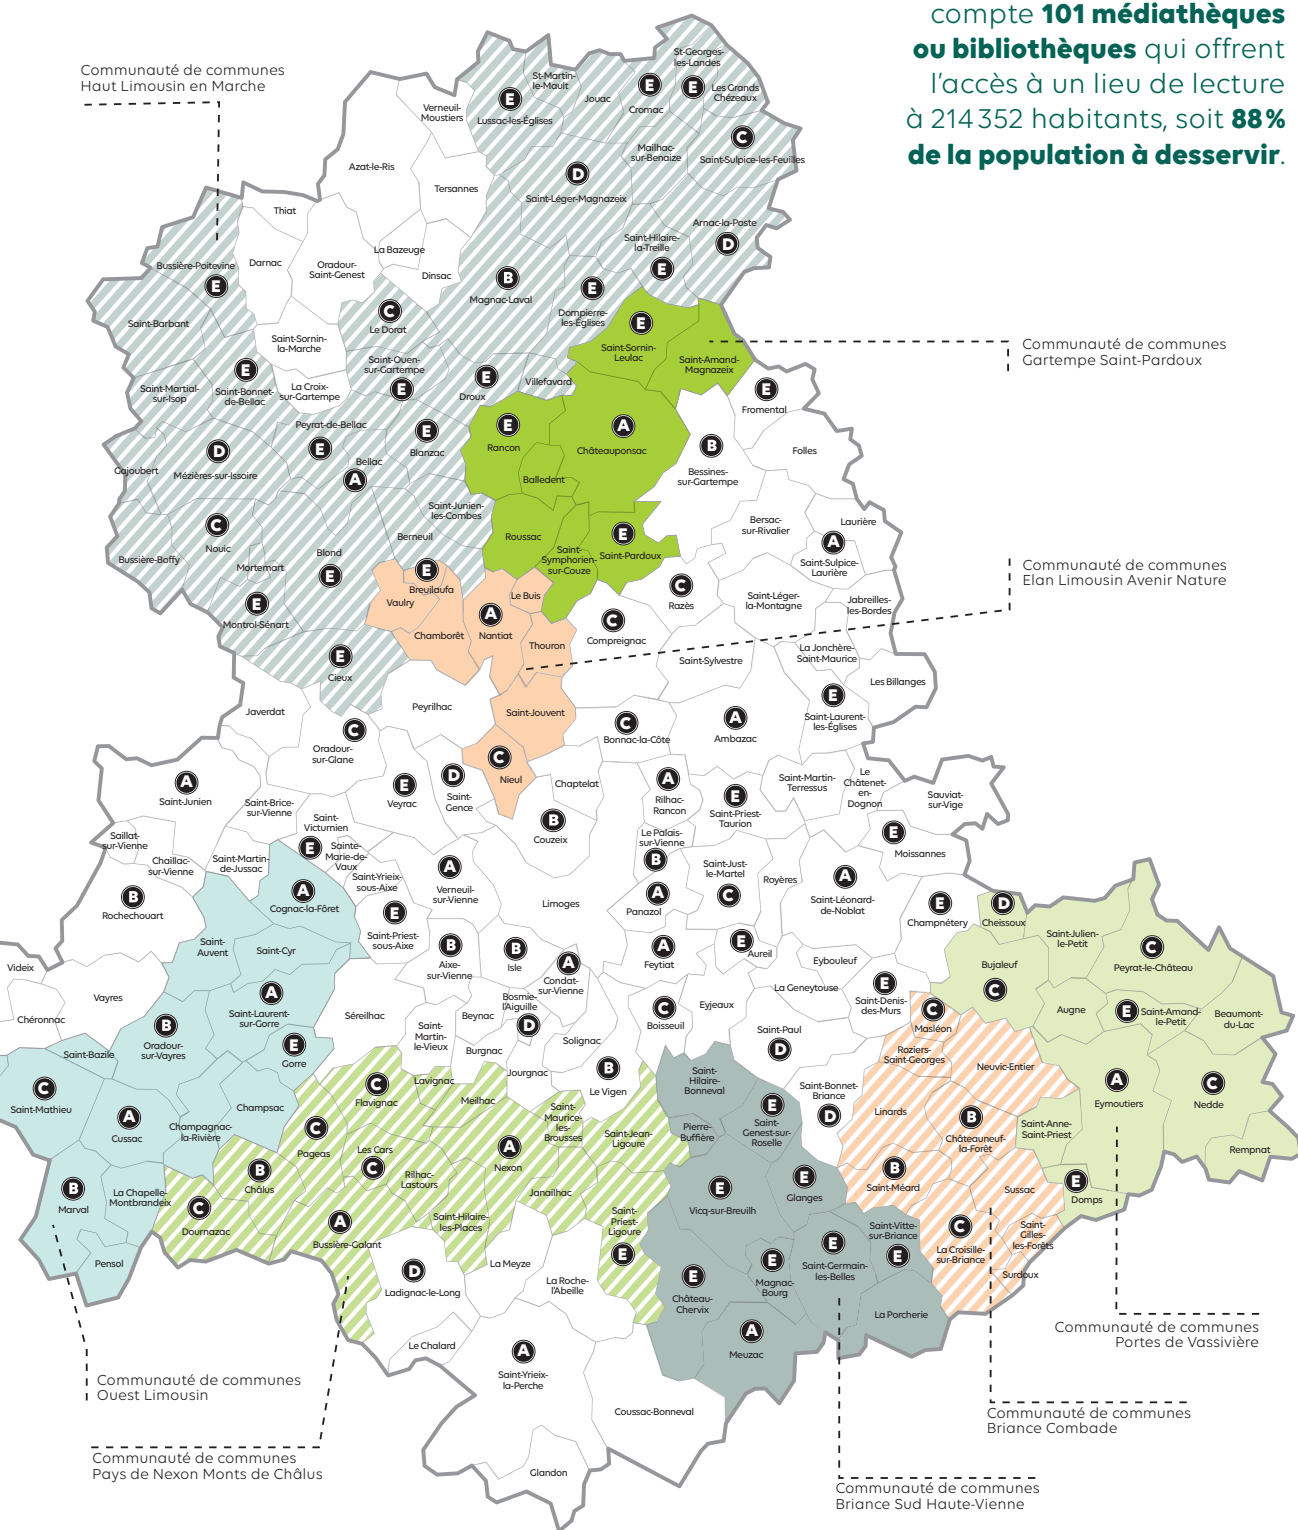 compte 101 médiathèques
ou bibliothèques qui offrent
l'accès à un lieu de lecture
à 214 352 habitants, soit 88 %
de la population à desservir.
Communauté de communes
Haut Limousin en Marche
St-Georges-
les-Landes
E
St-Martin-
le-Mault
E
Lussac-les-Églises
Jouac
E
Cromac
Les Grands
Chézeaux
C
Saint-Sulpice-les-Feuilles
Mailhac-
sur-Benaize
Verneuil-
Moustiers
Azat-le-Ris
Tersannes
D
Saint-Léger-Magnazeix
Arnac-la-Poste
D
Saint-Hilaire-
la-Treille
E
Thiat
La Bazeuge
Darnac
Oradour-
Saint-Genest
Dinsac
Bussière-Poitevine
E
B
Magnac-Laval
E
Dompierre-
les-Églises
Saint-Barbant
C
Le Dorat
Saint-Sornin-
la-Marche
E
Saint-Sornin-
Leulac
Saint-Amand-
Magnazeix
Communauté de communes
Gartempe Saint-Pardoux
Saint-Ouen-
sur-Gartempe
E
E
Droux
Villefavard
Saint-Martial-
sur-Isop
E
Saint-Bonnet-
de-Bellac
La Croix-
sur-Gartempe
E
Fromental
Peyrat-de-Bellac
E
E
Blanzac
E
Rancon
A
Châteauponsac
B
Bessines-
sur-Gartempe
Folles
Gajoubert
D
Mézières-sur-Issoire
Bellac
A
Balledent
Saint-Junien-
les-Combes
Bersac-
sur-Rivalier
Laurière
C
Nouic
Berneuil
Roussac
Saint-
Symphorien-
sur-Couze
E
Saint-Pardoux
A
Saint-Sulpice-
Laurière
Bussière-Boffy
Mortemart
Blond
E
E
Breuilaufa
Vaulry
Le Buis
C
Razès
Saint-Léger-
la-Montagne
Jabreilles-
les-Bordes
Communauté de communes
Elan Limousin Avenir Nature
E
Montrol-Sénart
Chamborêt
A
Nantiat
Thouron
C
Compreignac
Saint-Sylvestre
La Jonchère-
Saint-Maurice
Les Billanges
E
Cieux
Javerdat
Peyrilhac
Saint-Jouvent
C
Bonnac-la-Côte
A
Ambazac
E
Saint-Laurent-
les-Églises
C
Oradour-
sur-Glane
C
Nieul
A
Saint-Junien
E
Veyrac
D
Saint-
Gence
Chaptelat
A
Rilhac-
Rancon
E
Saint-Priest-
Taurion
Saint-Martin-
Terressus
Le
Châtenet-
en-
Dognon
Sauviat-
sur-Vige
Saint-Brice-
sur-Vienne
Saint-
Victurnien
E
Sainte-
Marie-de-
Vaux
B
Couzeix
Le Palais-
sur-Vienne
B
E
Moissannes
Saillat-
sur-Vienne
Chaillac-
sur-Vienne
Saint-Martin-
de-Jussac
Saint-Yrieix-
sous-Aixe
A
Verneuil-
sur-Vienne
Saint-Just-
le-Martel
C
Royères
A
Saint-Léonard-
de-Noblat
B
Rochechouart
A
Cognac-la-Fôret
Limoges
A
Panazol
E
Champnétery
D
Cheissoux
E
Saint-Priest-
sous-Aixe
B
Aixe-
sur-Vienne
B
Isle
A
Condat-
sur-Vienne
A
Feytiat
E
Aureil
Saint-Julien-
le-Petit
C
Peyrat-le-Château
Saint-
Auvent
Saint-Cyr
Eybouleuf
Bujaleuf
C
Videix
Vayres
Chéronnac
A
Saint-Laurent-
sur-Gorre
Séreilhac
Bosmie-
l'Aiguille
D
Beynac
C
Boisseuil
Eyjeaux
La Geneytouse
E
Saint-Denis-
des-Murs
C
Masléon
Augne
E
Saint-Amand-
le-Petit
Beaumont-
du-Lac
B
Oradour-
sur-Vayres
E
Gorre
Saint-
Martin-
le-Vieux
Burgnac
Solignac
Saint-Paul
D
Roziers-
Saint-Georges
Neuvic-Entier
Saint-Bazile
C
Saint-Mathieu
A
Cussac
Champsac
Champagnac-
la-Rivière
C
Flavignac
Lavignac
Meilhac
Jourgnac
B
Le Vigen
Saint-
Hilaire-
Bonneval
Saint-Bonnet-
Briance
D
Linards
A
Eymoutiers
C
Nedde
C
Pageas
Les Cars
C
Saint-
Maurice-
les-
Brousses
Saint-Jean-
Ligoure
Pierre-
Buffière
E
Saint-
Genest-sur-
Roselle
B
Châteauneuf-
la-Forêt
Saint-Anne-
Saint-Priest
Rempnat
B
Marval
La Chapelle-
Montbrandeix
B
Châlus
Rilhac-
Lastours
A
Nexon
Janailhac
E
Vicq-sur-Breuilh
E
Glanges
B
Saint-Méard
Sussac
E
Domps
C
Dournazac
A
Bussière-Galant
Saint-Hilaire-
les-Places
Saint-
Priest-
Ligoure
E
Saint-Vitte-
sur-Briance
E
C
La Croisille-
sur-Briance
Saint-
Gilles-
les-Forêts
Surdoux
Pensol
D
Ladignac-le-Long
La Meyze
La Roche-
l'Abeille
E
Château-
Chervix
E
Magnac-
Bourg
E
Saint-Germain-
les-Belles
La Porcherie
Le Chalard
A
Saint-Yrieix-
la-Perche
A
Meuzac
Communauté de communes
Portes de Vassivière
Communauté de communes
Ouest Limousin
Coussac-Bonneval
Communauté de communes
Briance Combade
Communauté de communes
Pays de Nexon Monts de Châlus
Glandon
Communauté de communes
Briance Sud Haute-Vienne